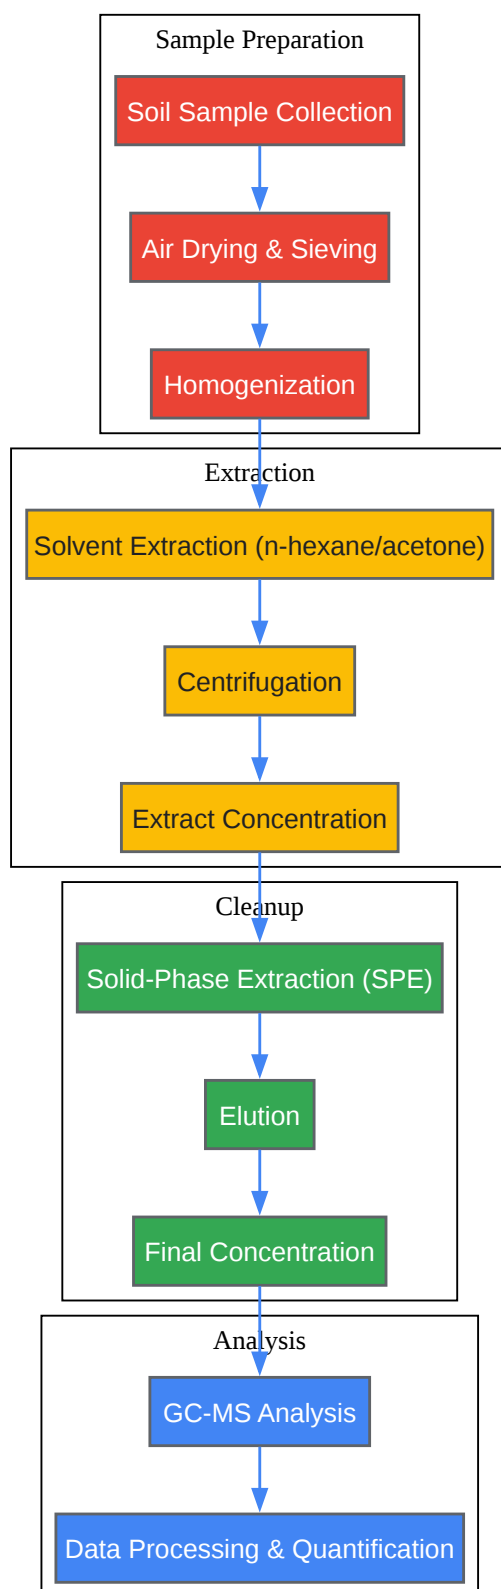 Sample Preparation
Soil Sample Collection
Air Drying & Sieving
Homogenization
Extraction
Solvent Extraction (n-hexane/acetone)
Centrifugation
Extract Concentration
Cleanup
Solid-Phase Extraction (SPE)
Elution
Final Concentration
Analysis
GC-MS Analysis
Data Processing & Quantification